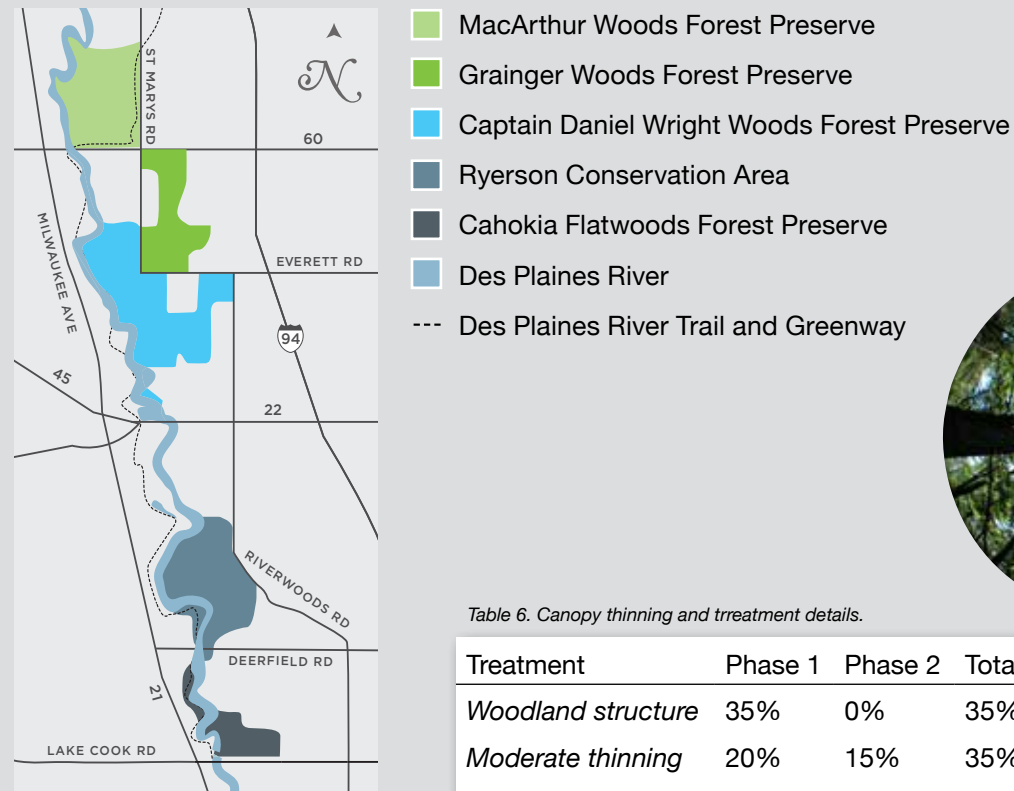 N
ST MARYS RD
60
MILWAUKEE AVE
EVERETT RD
94
45
22
RIVERWOODS RD
DEERFIELD RD
21
LAKE COOK RD
MacArthur Woods Forest Preserve
Grainger Woods Forest Preserve
Captain Daniel Wright Woods Forest Preserve
Ryerson Conservation Area
Cahokia Flatwoods Forest Preserve
Des Plaines River
Des Plaines River Trail and Greenway
Table 6. Canopy thinning and trreatment details.
Treatment Phase 1 Phase 2 Tota
Woodland structure 35% 0% 35%
Moderate thinning 20% 15% 35%